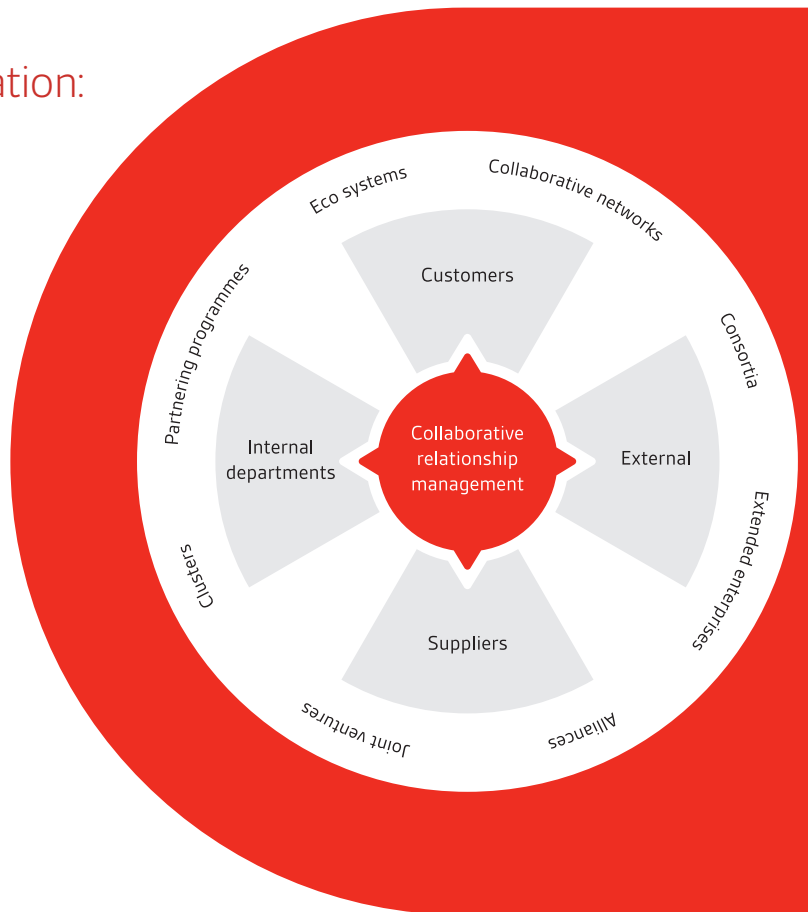 ation:
Eco systems
Collaborative networks
Partnering programmes
Customers
Consortia
Internal
departments
Collaborative
relationship
management
External
Clusters
Extended enterprises
Suppliers
Joint ventures
Alliances